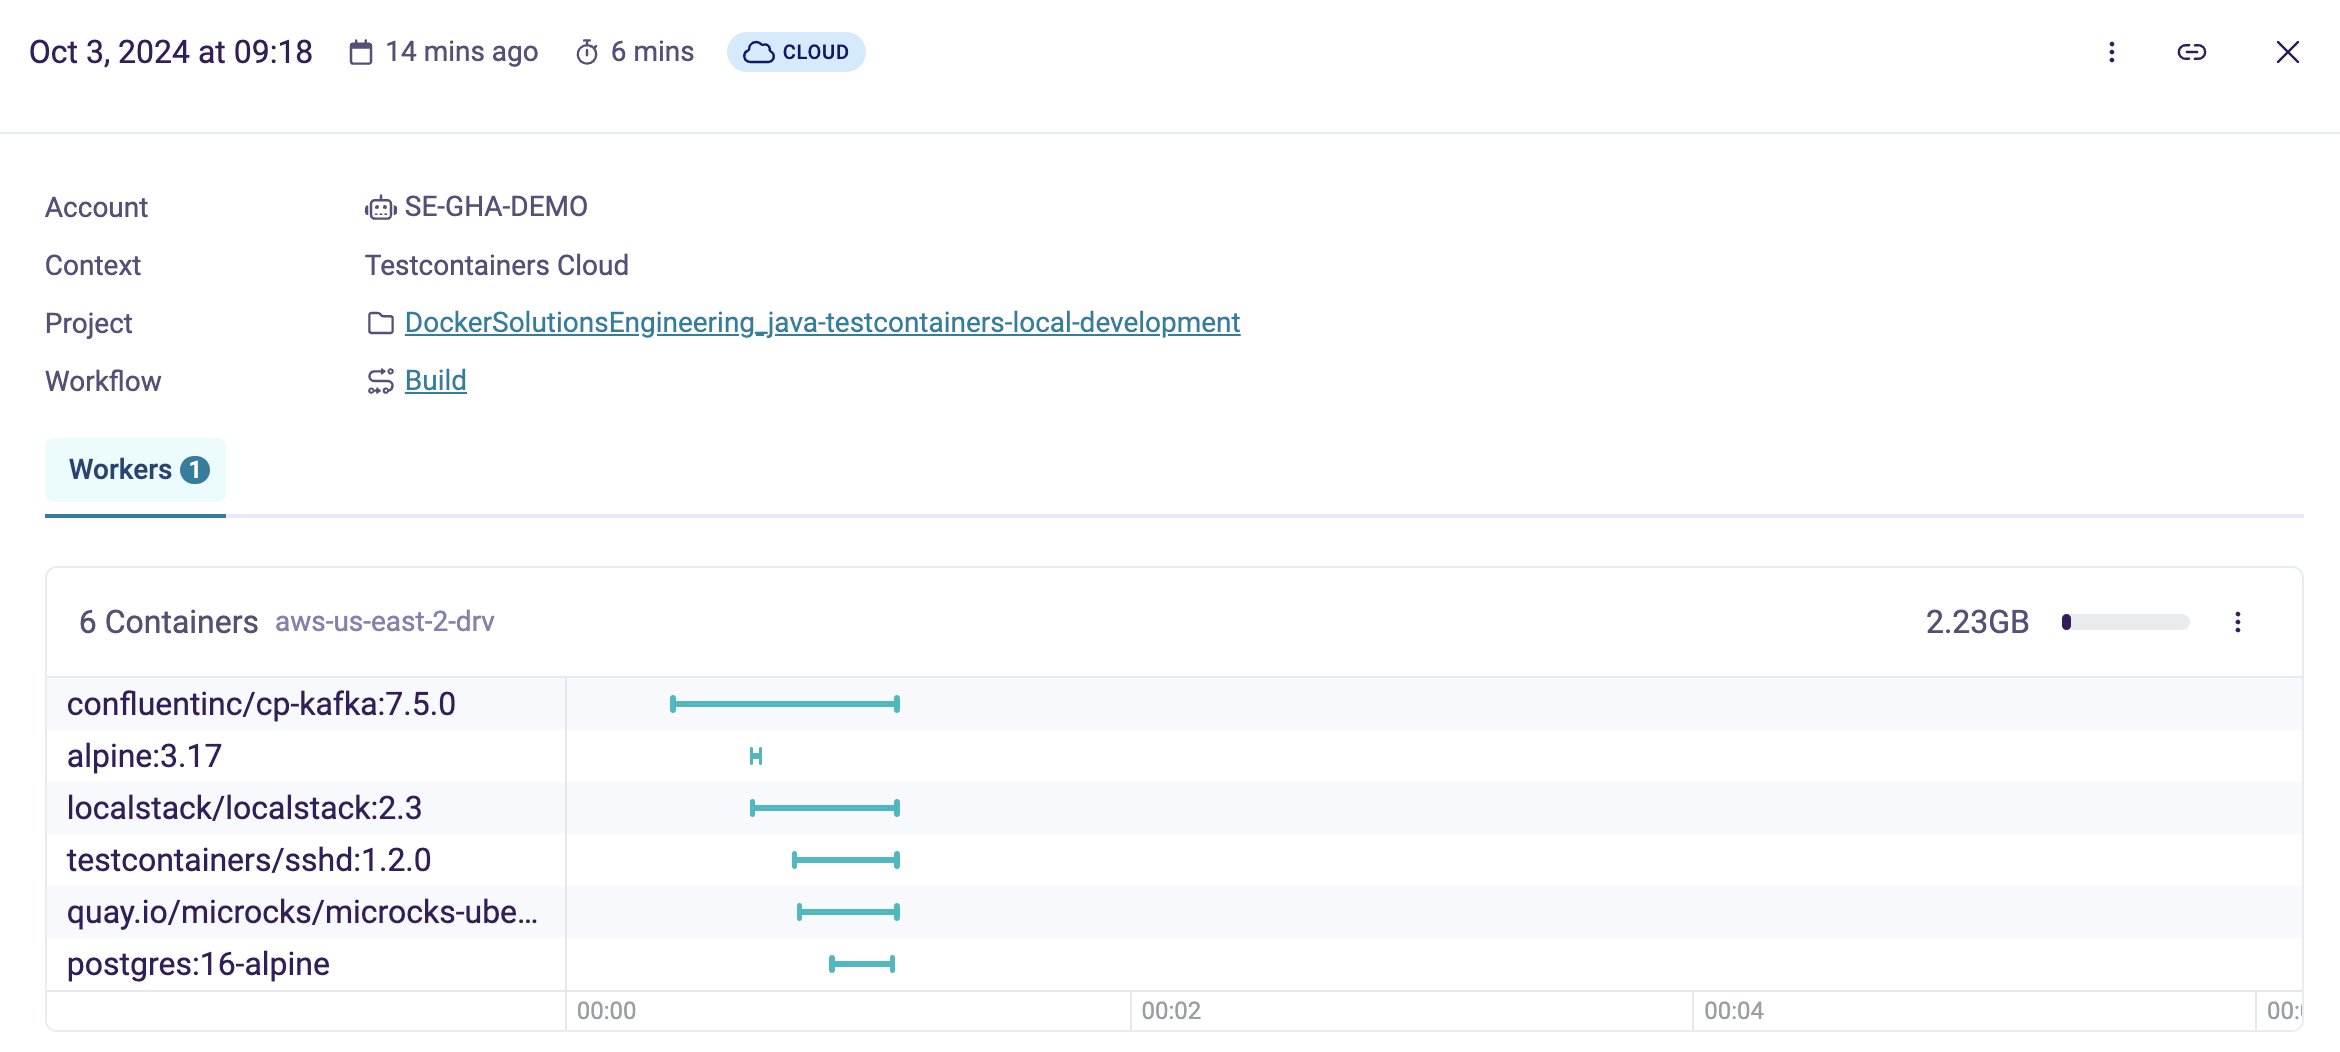 Oct 3, 2024 at 09:18 14 mins ago 6 mins CLOUD
Account SE-GHA-DEMO
Context Testcontainers Cloud
Project DockerSolutionsEngineering_java-testcontainers-local-development
Workflow Build
Workers 1
6 Containers aws-us-east-2-drv 2.23GB
confluentinc/cp-kafka:7.5.0
alpine:3.17
localstack/localstack:2.3
testcontainers/sshd:1.2.0
quay.io/microcks/microcks-ube...
postgres:16-alpine
00:00 00:02 00:04 00: